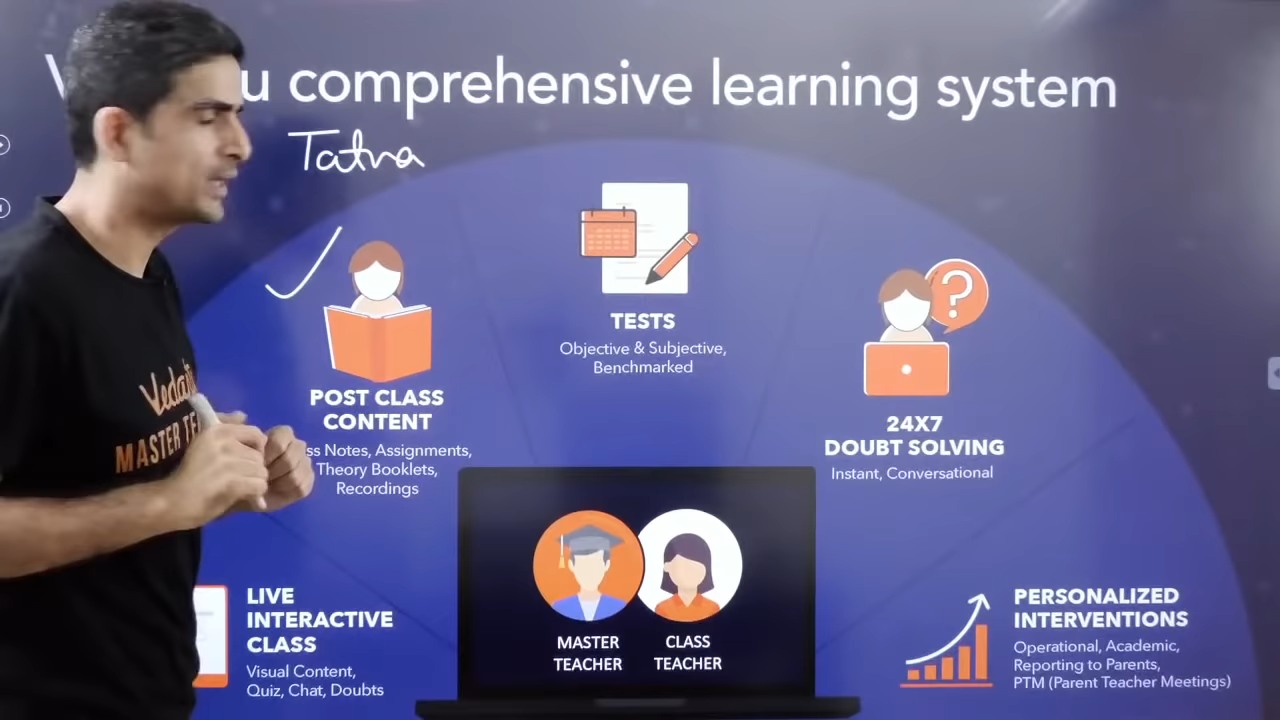 u comprehensive learning system
Tatva
TESTS
Objective & Subjective,
Benchmarked
POST CLASS
CONTENT
ss Notes, Assignments,
Theory Booklets,
Recordings
24X7
DOUBT SOLVING
Instant, Conversational
?
MASTER
LIVE
INTERACTIVE
CLASS
Visual Content,
Quiz, Chat, Doubts
MASTER
TEACHER
CLASS
TEACHER
PERSONALIZED
INTERVENTIONS
Operational, Academic,
Reporting to Parents,
PTM (Parent Teacher Meetings)